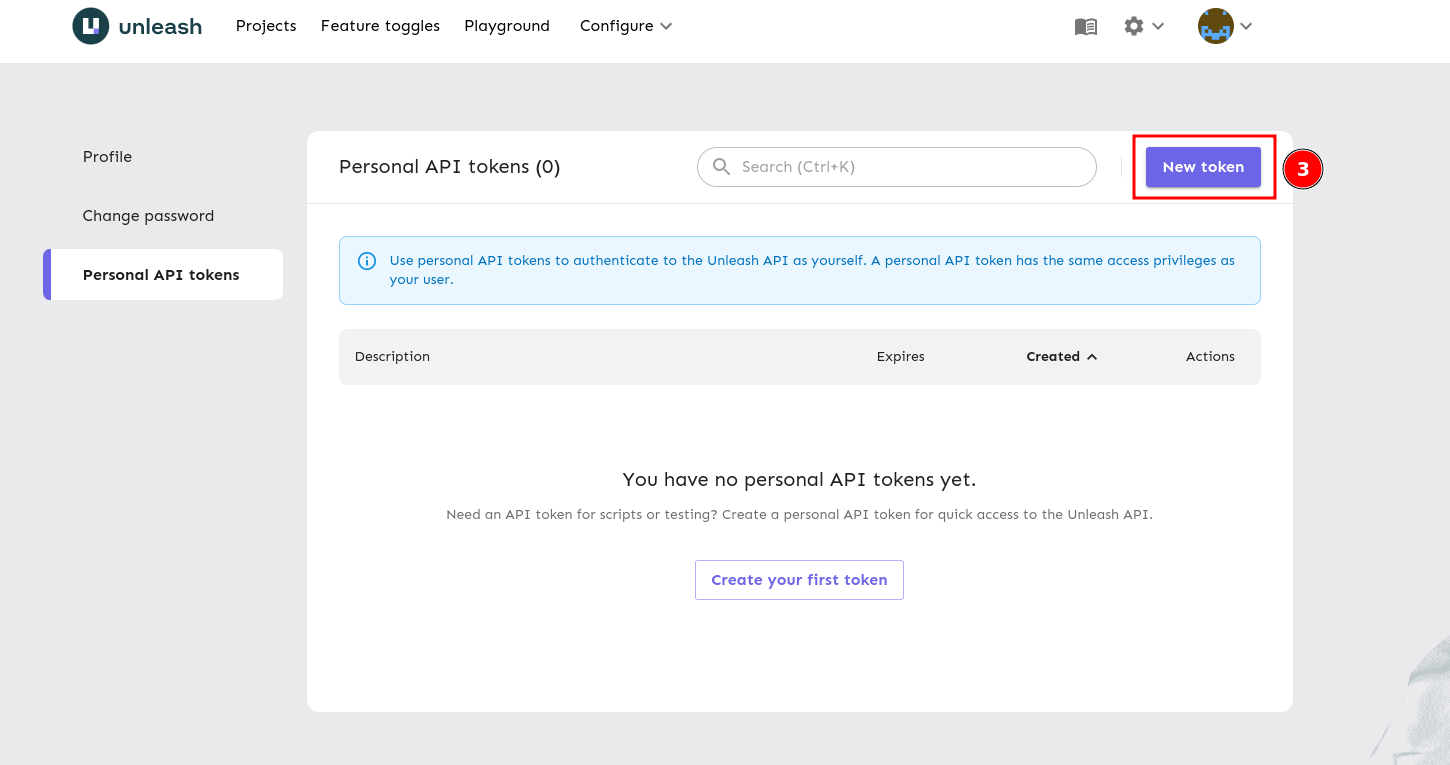 unleash Projects Feature toggles Playground Configure
Profile
Change password
Personal API tokens
Personal API tokens (0) Search (Ctrl+K) New token 3
Use personal API tokens to authenticate to the Unleash API as yourself. A personal API token has the same access privileges as
your user.
Description Expires Created Actions
You have no personal API tokens yet.
Need an API token for scripts or testing? Create a personal API token for quick access to the Unleash API.
Create your first token